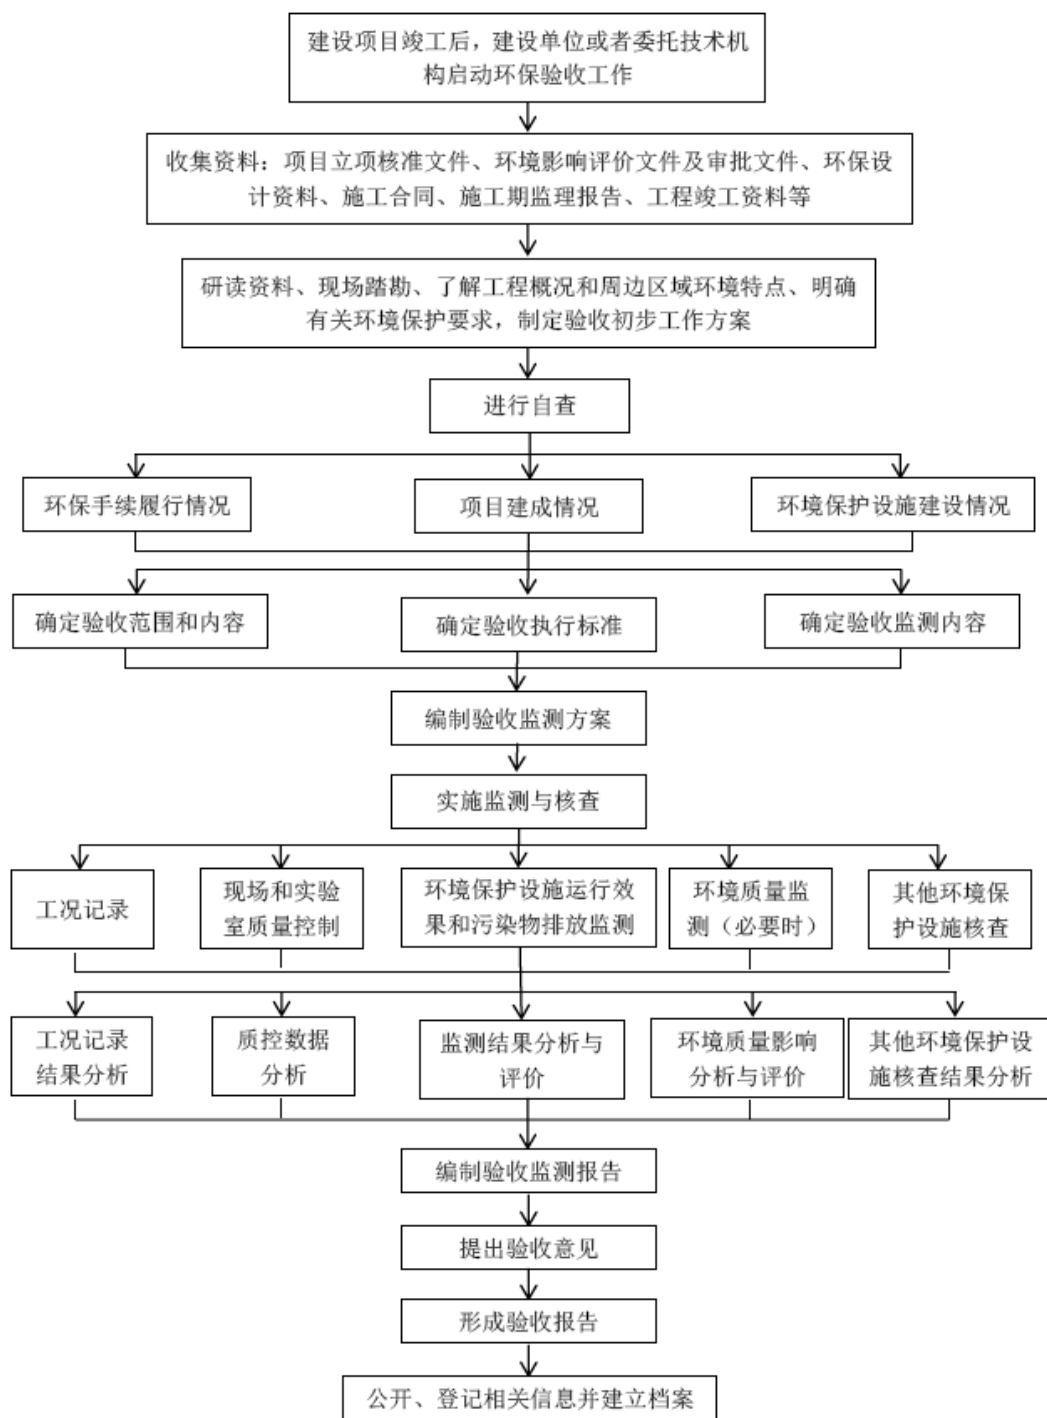 建设项目竣工后，建设单位或者委托技术机
构启动环保验收工作
收集资料：项目立项核准文件、环境影响评价文件及审批文件、环保设
计资料、施工合同、施工期监理报告、工程竣工资料等
研读资料、现场踏勘、了解工程概况和周边区域环境特点、明确
有关环境保护要求，制定验收初步工作方案
进行自查
环保手续履行情况
项目建成情况
环境保护设施建设情况
确定验收范围和内容
确定验收执行标准
确定验收监测内容
编制验收监测方案
实施监测与核查
工况记录
现场和实验
室质量控制
环境保护设施运行效
果和污染物排放监测
环境质量监
测（必要时）
其他环境保
护设施核查
工况记录
结果分析
质控数据
分析
监测结果分析与
评价
环境质量影响
分析与评价
其他环境保护设
施核查结果分析
编制验收监测报告
提出验收意见
形成验收报告
公开、登记相关信息并建立档案